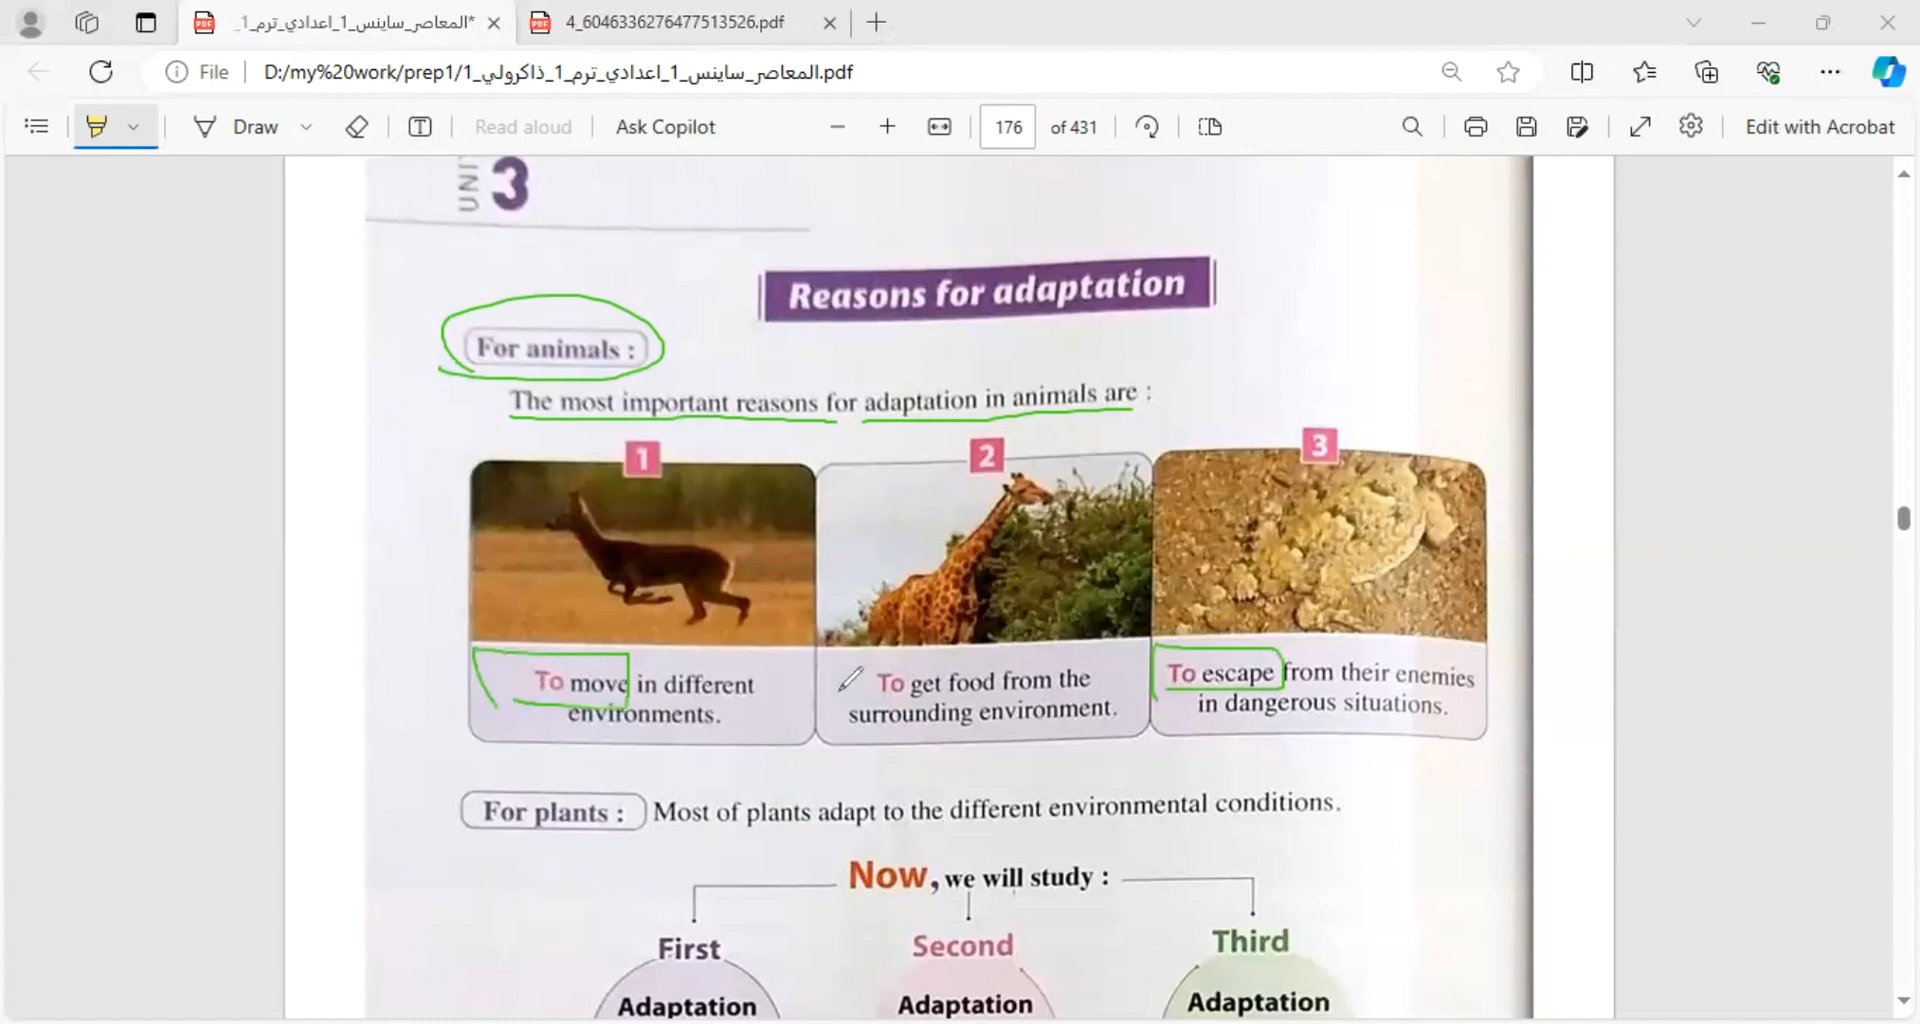 المعاصر_ساينس_1_اعدادي_ترم_1_*
4_6046336276477513526.pdf
File
D:/my%20work/prep1/المعاصر_ساينس_1_اعدادي_ترم_1_ذاكرولي_1.pdf
Draw
Read aloud
Ask Copilot
176
of 431
Edit with Acrobat
UNI
3
Reasons for adaptation
For animals :
The most important reasons for adaptation in animals are :
1
2
3
To move in different
environments.
To get food from the
surrounding environment.
To escape from their enemies
in dangerous situations.
For plants : Most of plants adapt to the different environmental conditions.
Now, we will study :
First
Second
Third
Adaptation
Adaptation
Adaptation